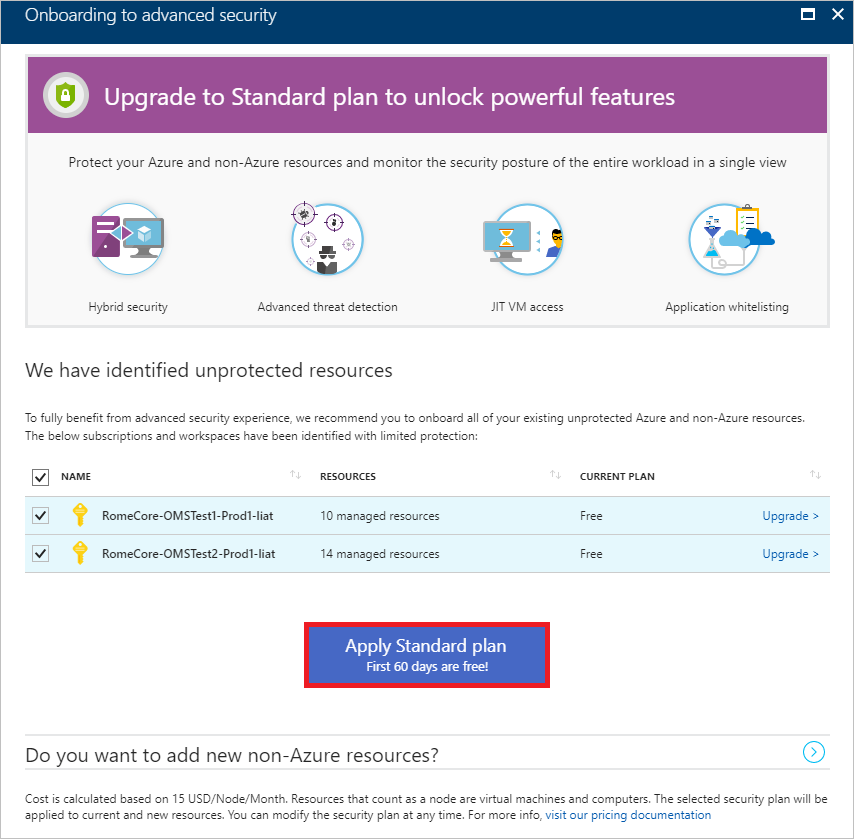 Onboarding to advanced security
Upgrade to Standard plan to unlock powerful features
Protect your Azure and non-Azure resources and monitor the security posture of the entire workload in a single view
Hybrid security Advanced threat detection JIT VM access Application whitelisting
We have identified unprotected resources
To fully benefit from advanced security experience, we recommend you to onboard all of your existing unprotected Azure and non-Azure resources.
The below subscriptions and workspaces have been identified with limited protection:
NAME RESOURCES CURRENT PLAN
RomeCore-OMSTest1-Prod1-liat 10 managed resources Free Upgrade >
RomeCore-OMSTest2-Prod1-liat 14 managed resources Free Upgrade >
Apply Standard plan
First 60 days are free!
Do you want to add new non-Azure resources?
Cost is calculated based on 15 USD/Node/Month. Resources that count as a node are virtual machines and computers. The selected security plan will be
applied to current and new resources. You can modify the security plan at any time. For more info, visit our pricing documentation